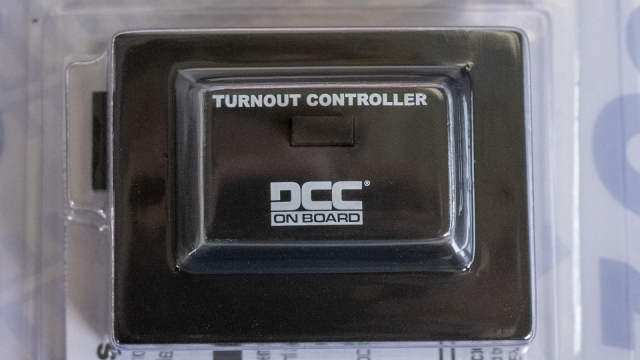 TURNOUT CONTROLLER
DCC®
ON BOARD